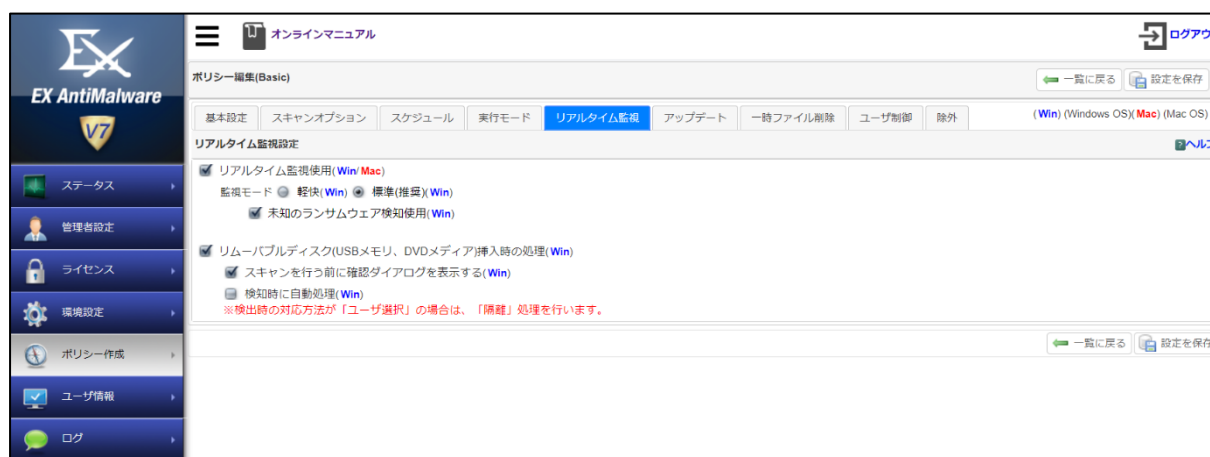 EX
EX AntiMalware
V7
ステータス
管理者設定
ライセンス
環境設定
ポリシー作成
ユーザ情報
ログ
オンラインマニュアル
ログアウ
ポリシー編集(Basic)
一覧に戻る
設定を保存
基本設定 スキャンオプション スケジュール 実行モード リアルタイム監視 アップデート 一時ファイル削除 ユーザ制御 除外
(Win) (Windows OS)( Mac) (Mac OS)
リアルタイム監視設定
ヘル
リアルタイム監視使用(Win/Mac)
監視モード 軽快(Win) 標準(推奨)(Win)
未知のランサムウェア検知使用(Win)
リムーバブルディスク(USBメモリ、DVDメディア)挿入時の処理(Win)
スキャンを行う前に確認ダイアログを表示する(Win)
検知時に自動処理(Win)
※検出時の対応方法が「ユーザ選択」の場合は、「隔離」処理を行います。
一覧に戻る
設定を保存